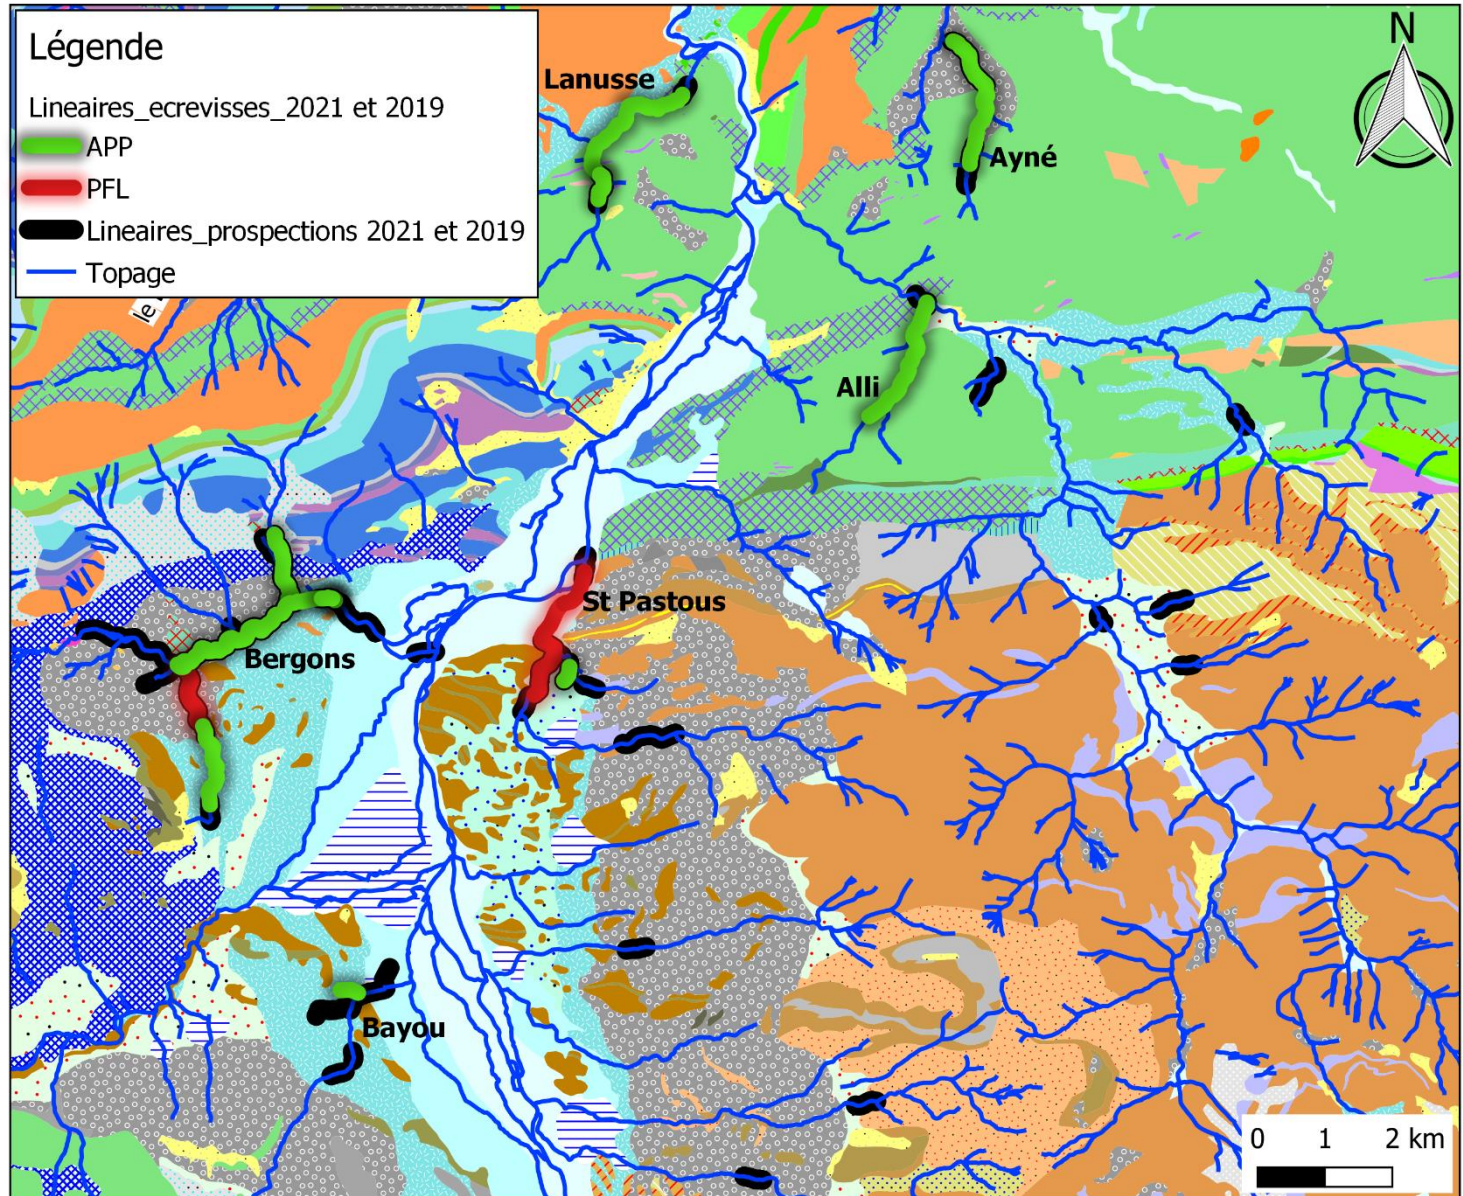 Légende
Lineaires_ecrevisses_2021 et 2019
APP
PFL
Lineaires_prospections 2021 et 2019
Topage
N
Lanusse
Ayné
le
Alli
St Pastous
Bergons
Bayou
0 1 2 km